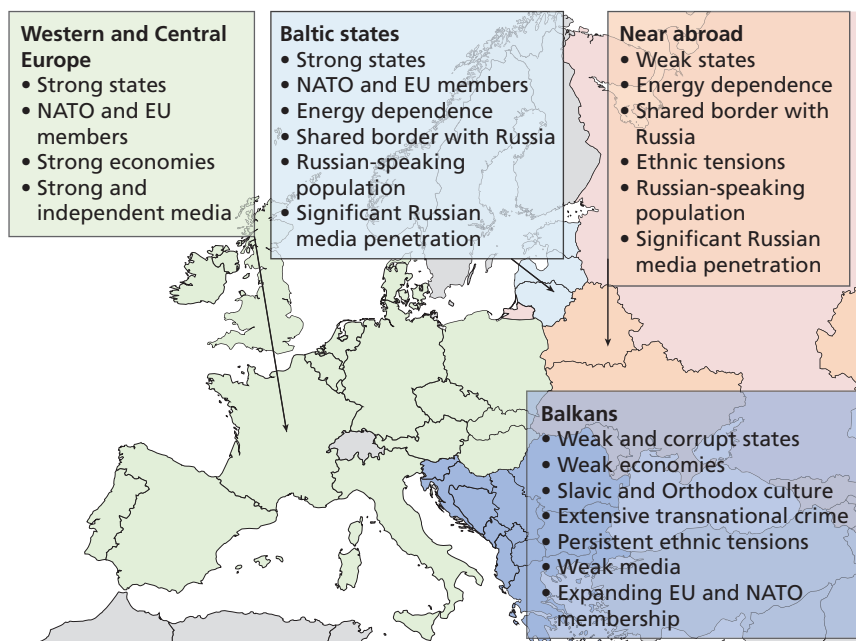 Western and Central
Europe
• Strong states
• NATO and EU
members
• Strong economies
• Strong and
independent media
Baltic states
• Strong states
• NATO and EU members
• Energy dependence
• Shared border with Russia
• Russian-speaking
population
• Significant Russian
media penetration
Near abroad
• Weak states
• Energy dependence
• Shared border with
Russia
• Ethnic tensions
• Russian-speaking
population
• Significant Russian
media penetration
Balkans
• Weak and corrupt states
• Weak economies
• Slavic and Orthodox culture
• Extensive transnational crime
• Persistent ethnic tensions
• Weak media
• Expanding EU and NATO
membership